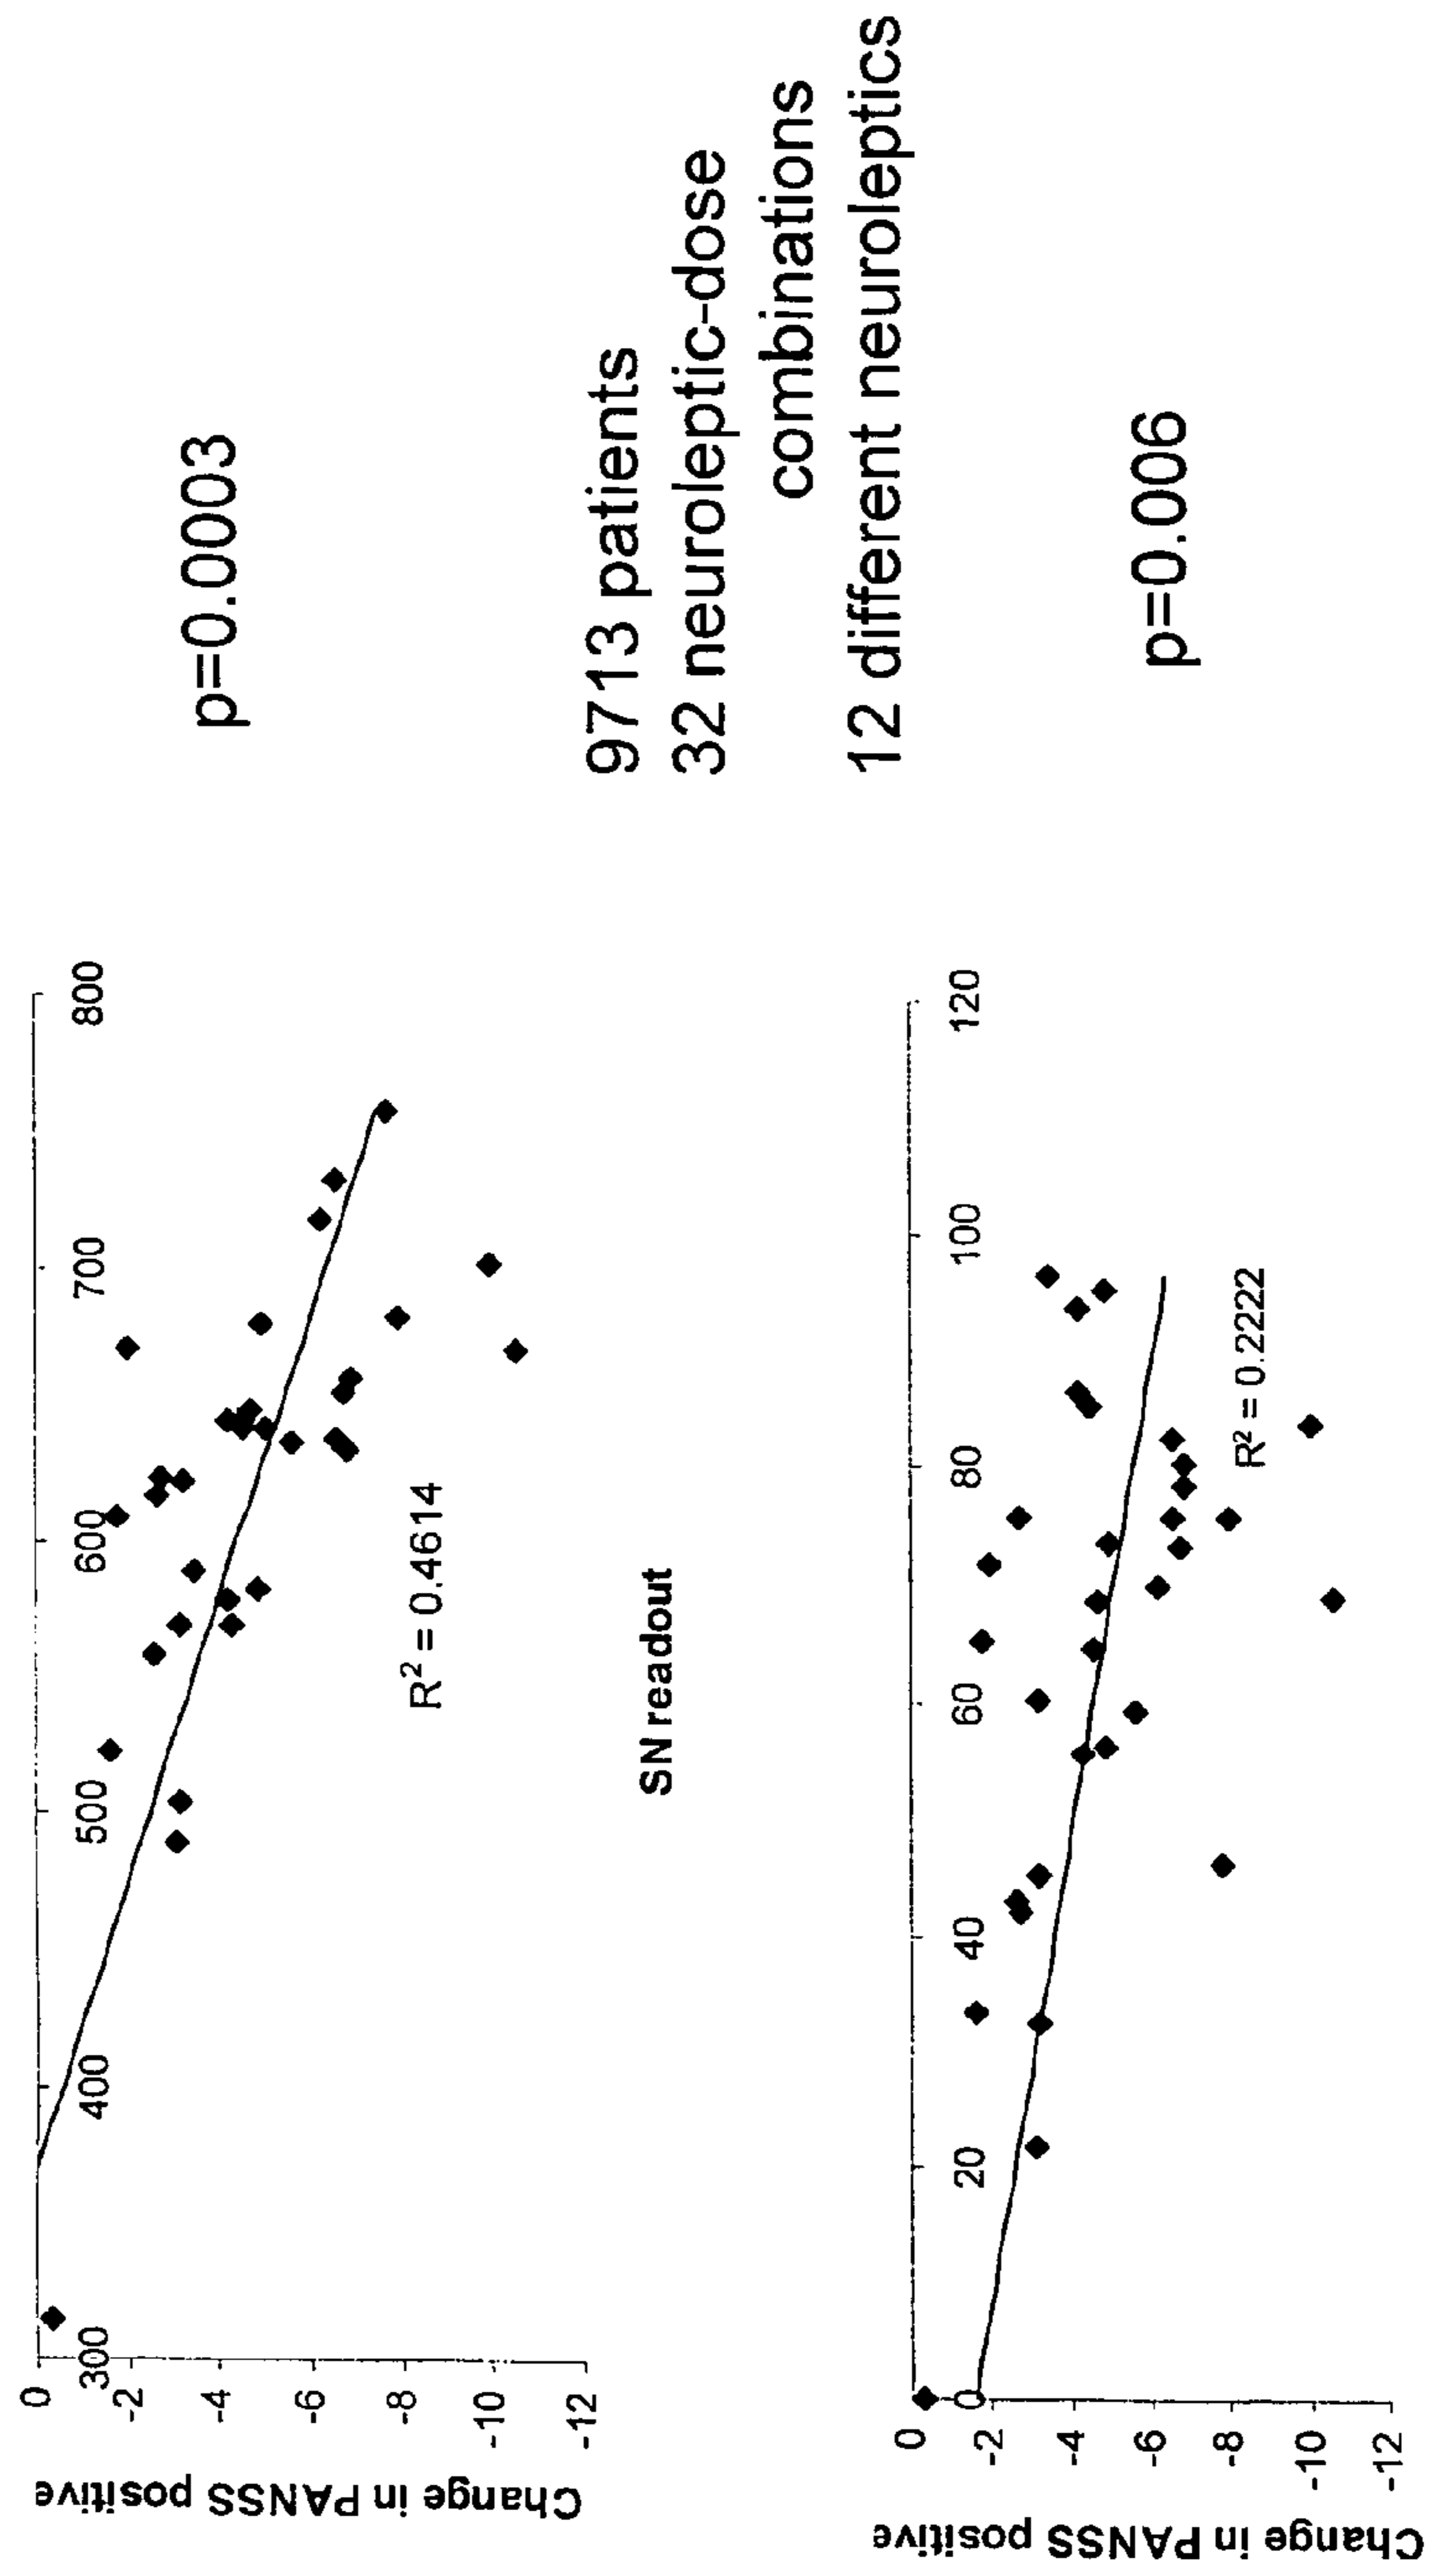 Change in PANSS positive
0
-2
-4
-6
-8
-10
-12
300
400
500
600
700
800
R² = 0.4614
SN readout
p=0.0003
9713 patients
32 neuroleptic-dose
combinations
12 different neuroleptics
Change in PANSS positive
0
-2
-4
-6
-8
-10
-12
0
20
40
60
80
100
120
R² = 0.2222
p=0.006